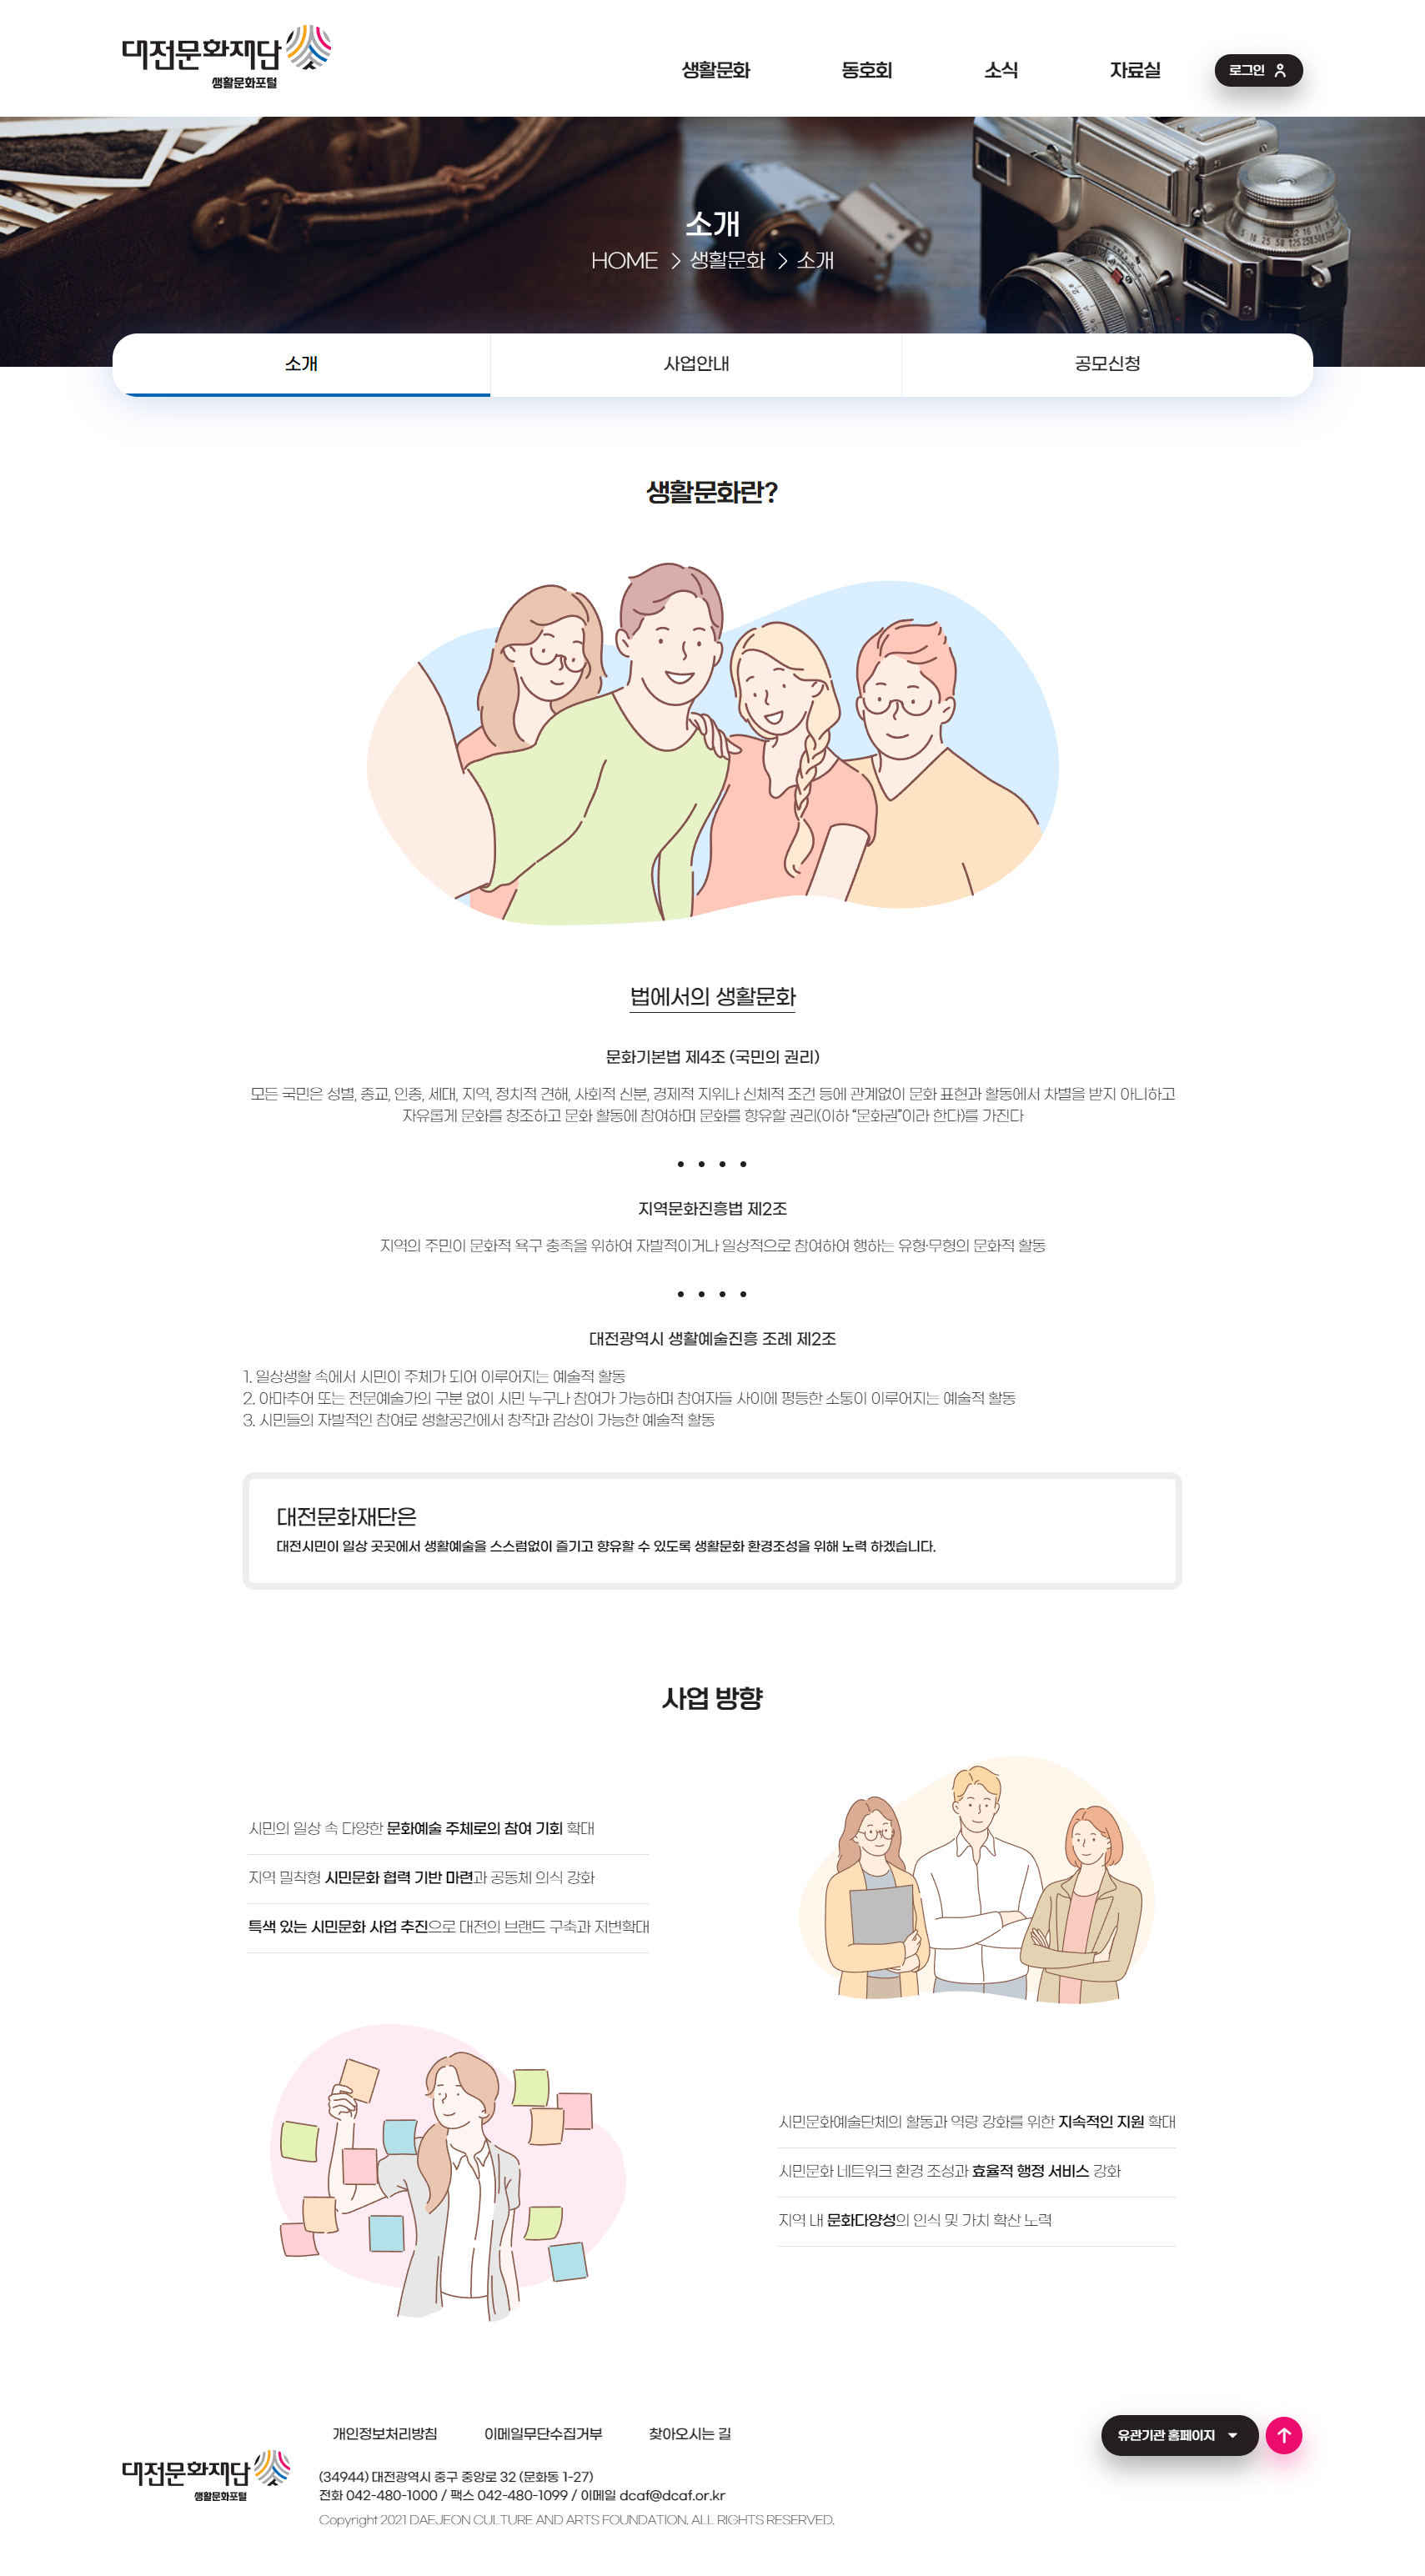 대전문화재단
생활문화포털
생활문화
동호회
소식
자료실
로그인
소개
HOME > 생활문화 > 소개
소개
사업안내
공모신청
생활문화란?
법에서의 생활문화
문화기본법 제4조 (국민의 권리)
모든 국민은 성별, 종교, 인종, 세대, 지역, 정치적 견해, 사회적 신분, 경제적 지위나 신체적 조건 등에 관계없이 문화 표현과 활동에서 차별을 받지 아니하고
자유롭게 문화를 창조하고 문화 활동에 참여하며 문화를 향유할 권리(이하 “문화권”이라 한다)를 가진다
지역문화진흥법 제2조
지역의 주민이 문화적 욕구 충족을 위하여 자발적이거나 일상적으로 참여하여 행하는 유형·무형의 문화적 활동
대전광역시 생활예술진흥 조례 제2조
1. 일상생활 속에서 시민이 주체가 되어 이루어지는 예술적 활동
2. 아마추어 또는 전문예술가의 구분 없이 시민 누구나 참여가 가능하며 참여자들 사이에 평등한 소통이 이루어지는 예술적 활동
3. 시민들의 자발적인 참여로 생활공간에서 창작과 감상이 가능한 예술적 활동
대전문화재단은
대전시민이 일상 곳곳에서 생활예술을 스스럼없이 즐기고 향유할 수 있도록 생활문화 환경조성을 위해 노력 하겠습니다.
사업 방향
시민의 일상 속 다양한 문화예술 주체로의 참여 기회 확대
지역 밀착형 시민문화 협력 기반 마련과 공동체 의식 강화
특색 있는 시민문화 사업 추진으로 대전의 브랜드 구축과 저변확대
시민문화예술단체의 활동과 역량 강화를 위한 지속적인 지원 확대
시민문화 네트워크 환경 조성과 효율적 행정 서비스 강화
지역 내 문화다양성의 인식 및 가치 확산 노력
개인정보처리방침
이메일무단수집거부
찾아오시는 길
유관기관 홈페이지
대전문화재단
생활문화포털
(34944) 대전광역시 중구 중앙로 32 (문화동 1-27)
전화 042-480-1000 / 팩스 042-480-1099 / 이메일 dcaf@dcaf.or.kr
Copyright 2021 DAEJEON CULTURE AND ARTS FOUNDATION. ALL RIGHTS RESERVED.